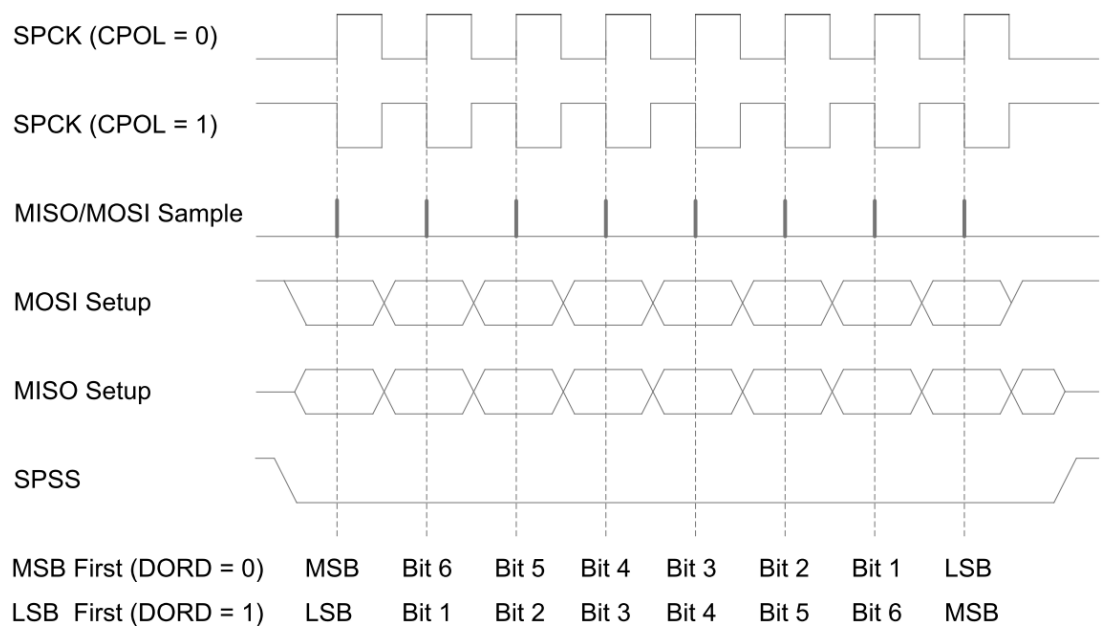 SPCK (CPOL = 0)
SPCK (CPOL = 1)
MISO/MOSI Sample
MOSI Setup
MISO Setup
SPSS
MSB First (DORD = 0) MSB Bit 6 Bit 5 Bit 4 Bit 3 Bit 2 Bit 1 LSB
LSB First (DORD = 1) LSB Bit 1 Bit 2 Bit 3 Bit 4 Bit 5 Bit 6 MSB